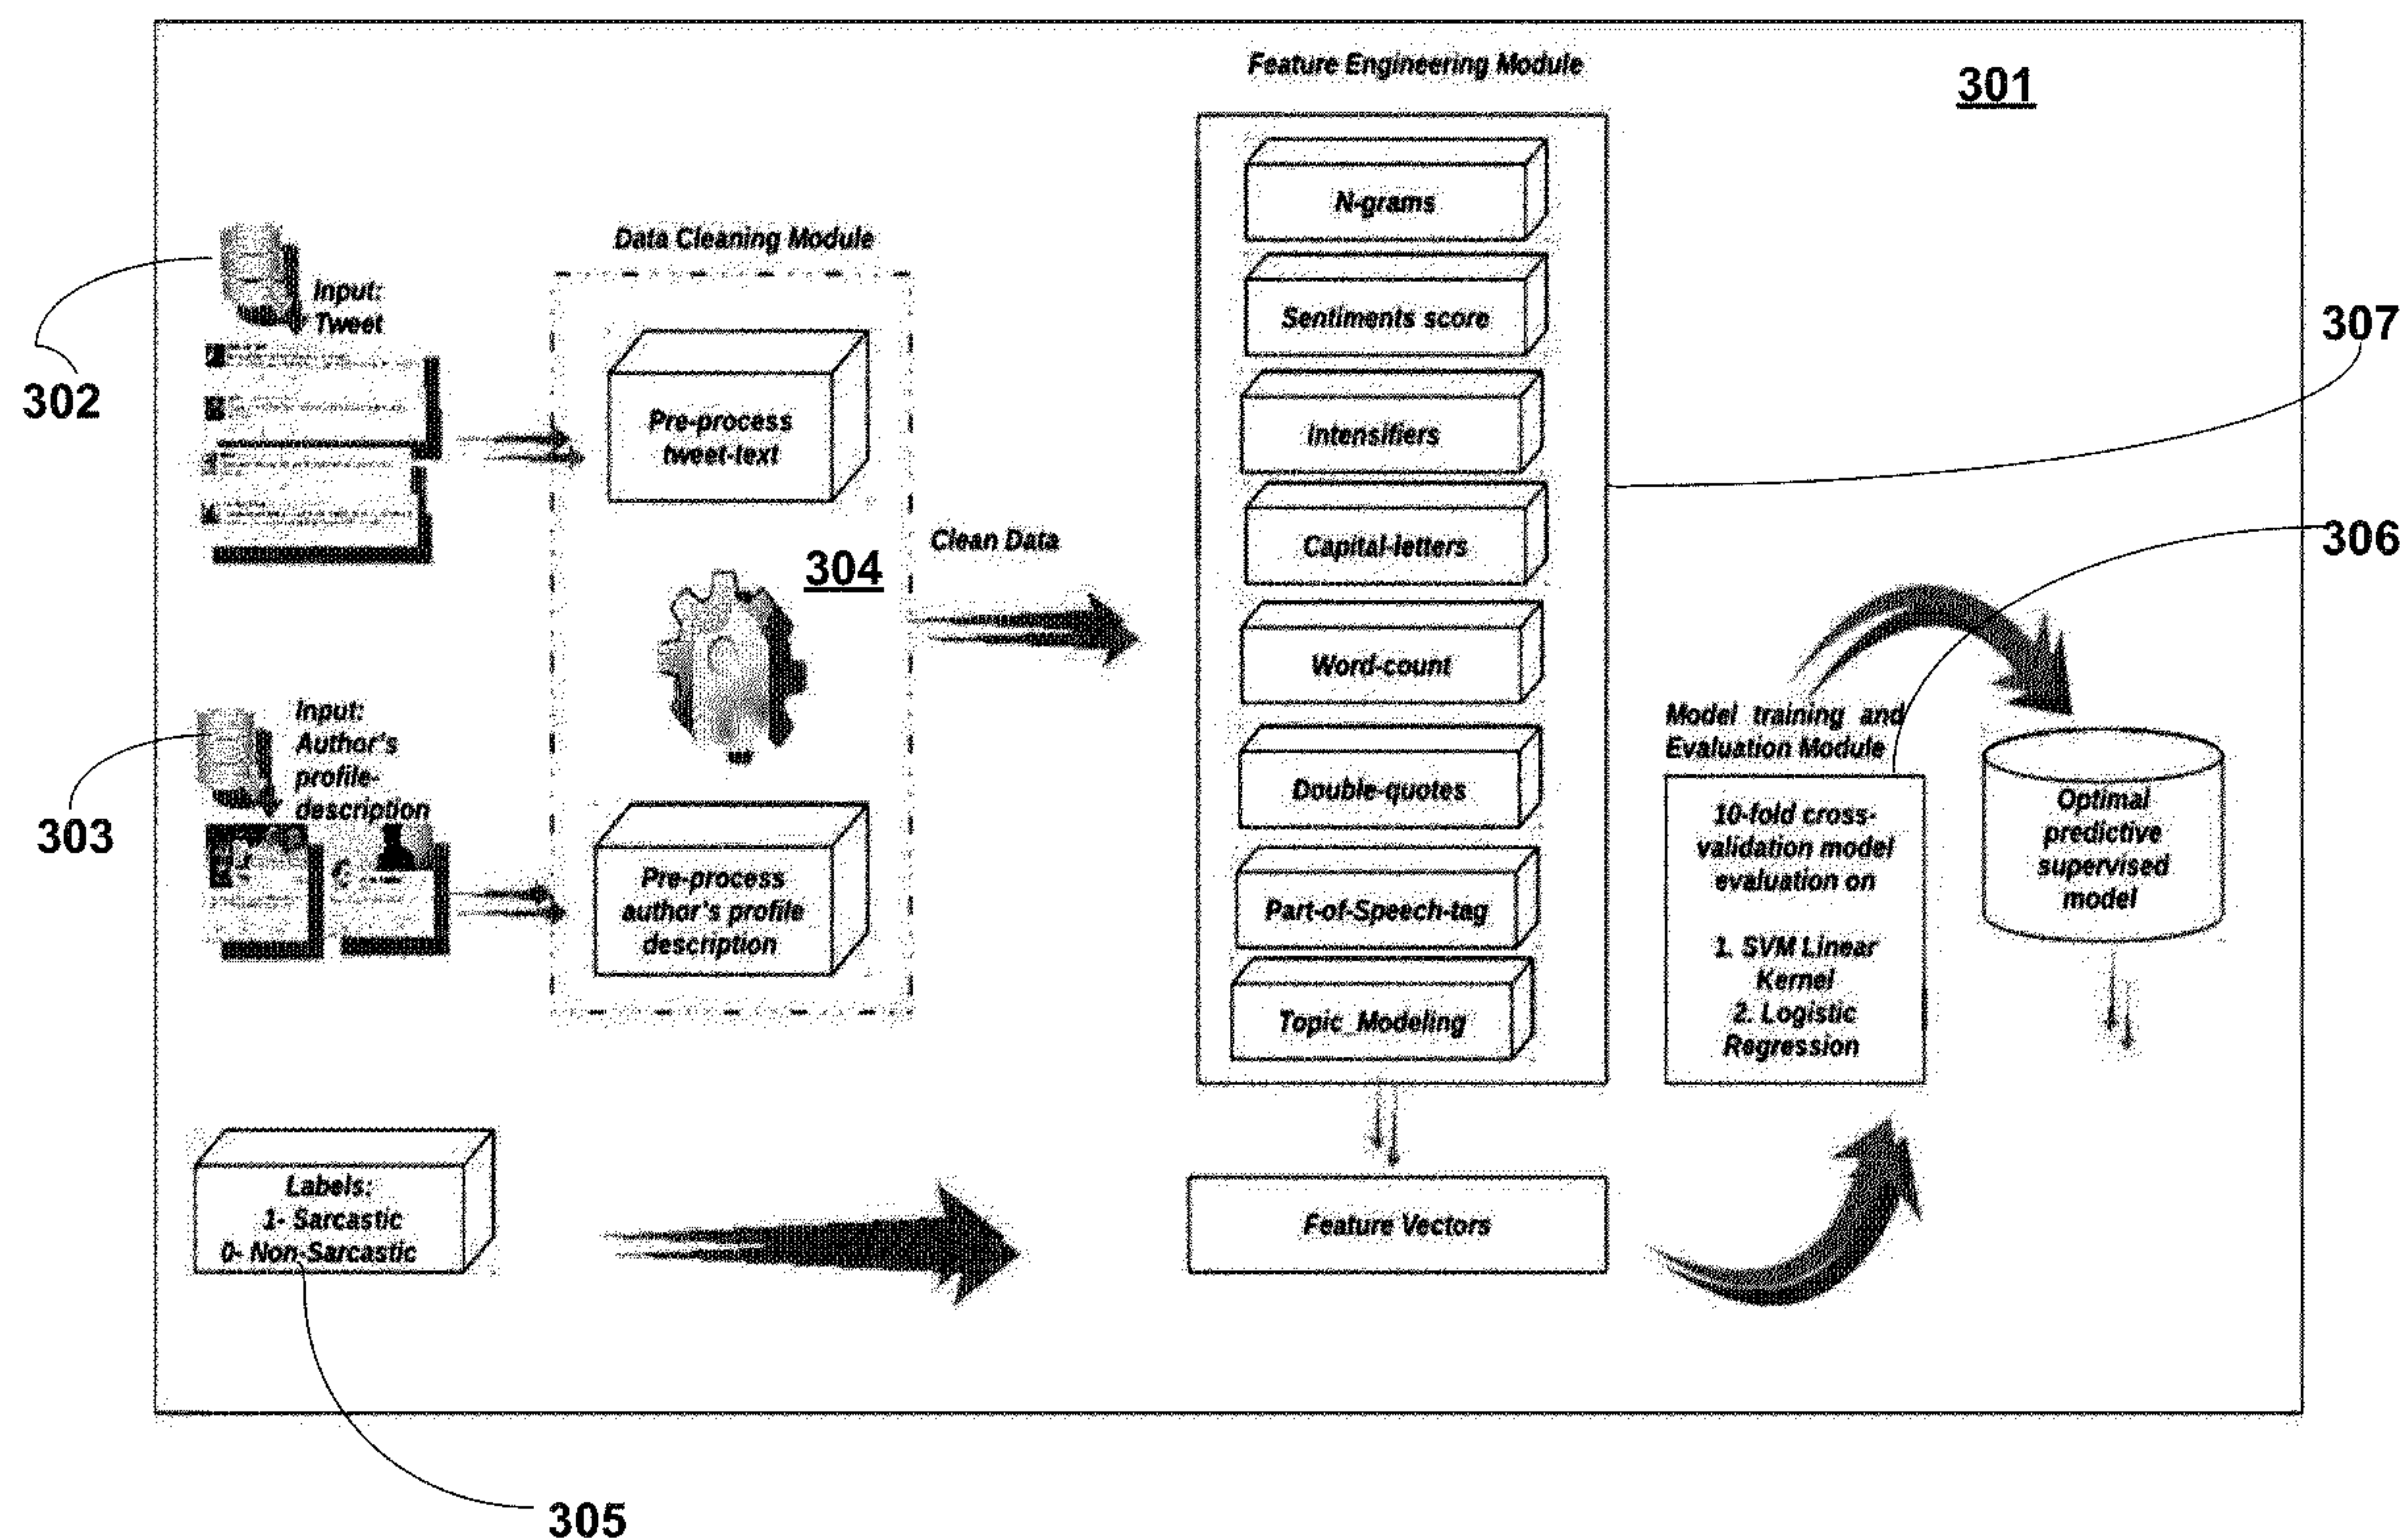 Feature Engineering Module
301
N-grams
Sentiments score
Intensifiers
Capital-letters
Word-count
Double-quotes
Part-of-Speech-tag
Topic_Modeling
302
Input:
Tweet
Data Cleaning Module
Pre-process
tweet-text
304
Clean Data
303
Input:
Author's
profile-
description
Pre-process
author's profile
description
307
306
Model training and
Evaluation Module
10-fold cross-
validation model
evaluation on
1. SVM Linear
Kernel
2. Logistic
Regression
Optimal
predictive
supervised
model
Labels:
1- Sarcastic
0- Non-Sarcastic
Feature Vectors
305